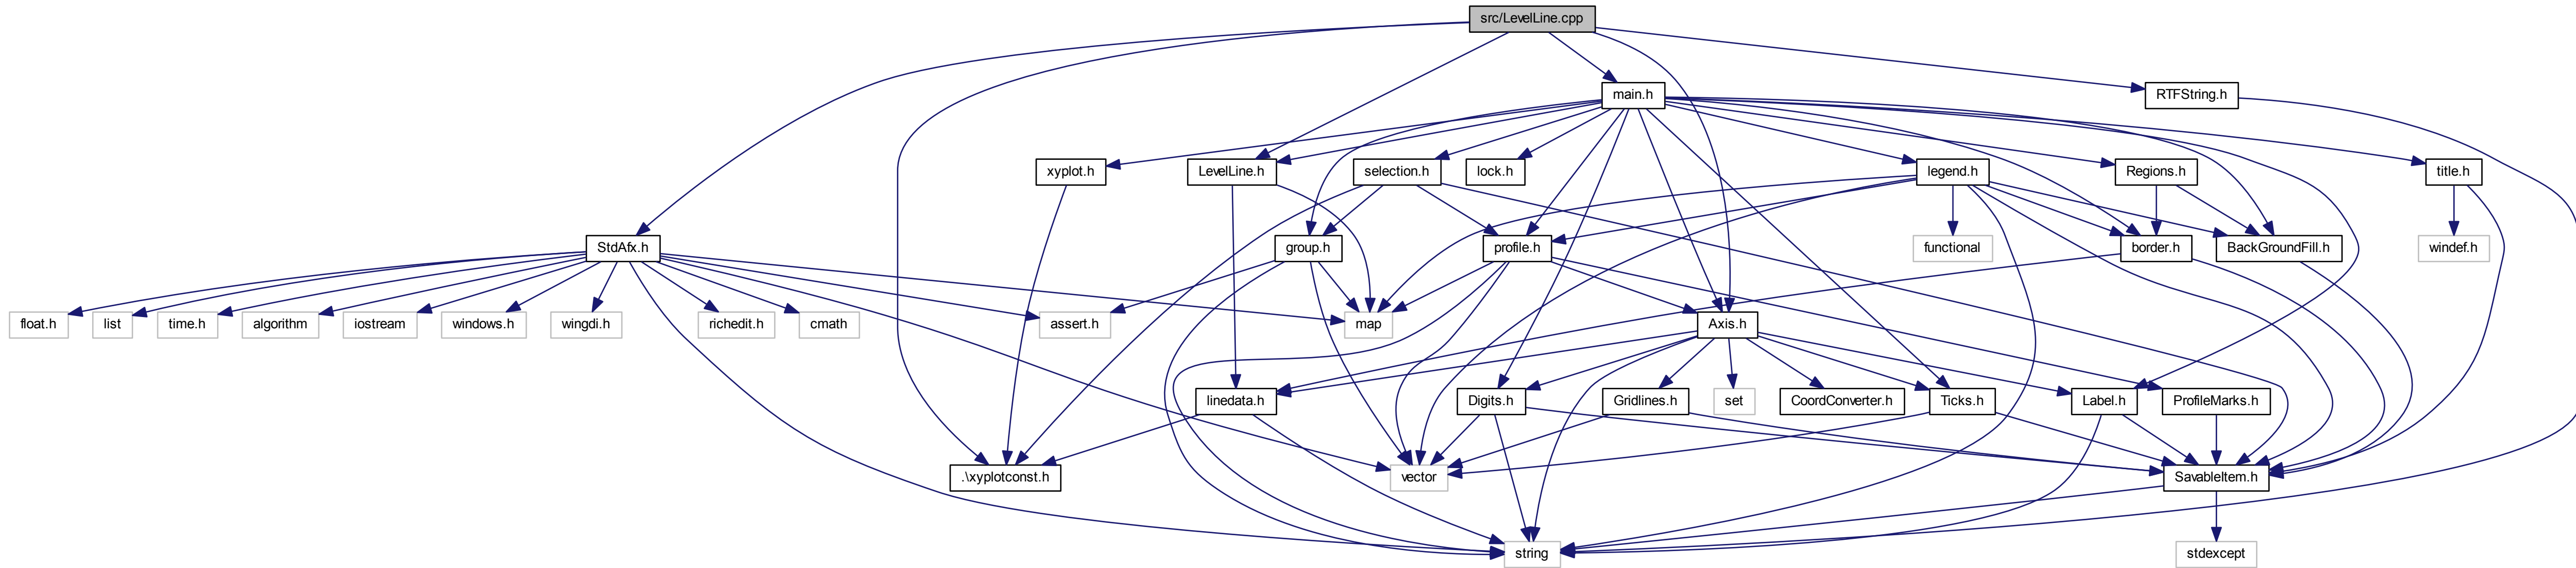 src/LevelLine.cpp
main.h
RTFString.h
xyplot.h
LevelLine.h
selection.h
lock.h
legend.h
Regions.h
title.h
StdAfx.h
group.h
profile.h
functional
border.h
BackGroundFill.h
windef.h
float.h
list
time.h
algorithm
iostream
windows.h
wingdi.h
richedit.h
cmath
assert.h
map
Axis.h
linedata.h
Digits.h
Gridlines.h
set
CoordConverter.h
Ticks.h
Label.h
ProfileMarks.h
.\xyplotconst.h
vector
SavableItem.h
string
stdexcept